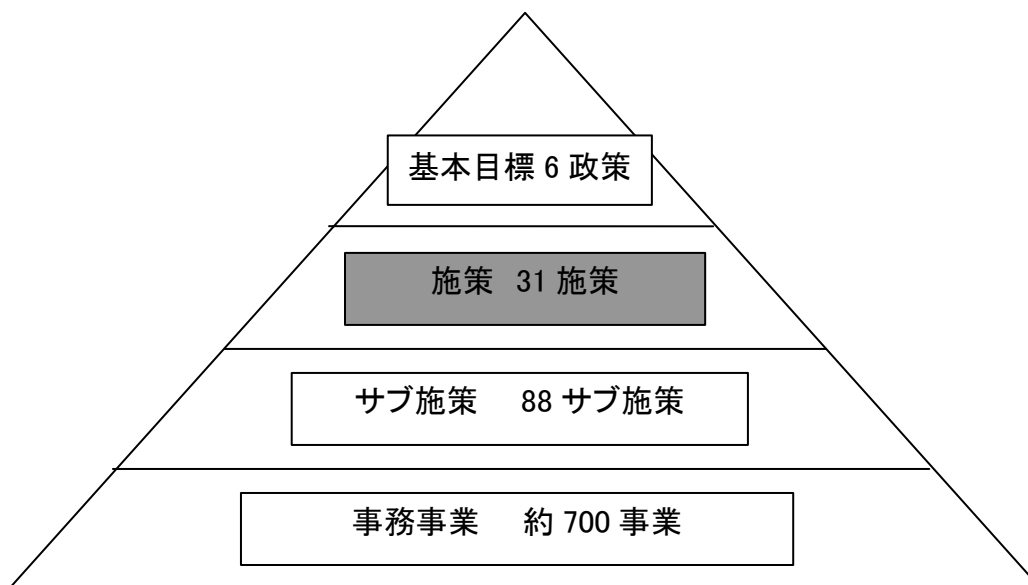 基本目標 6 政策
施策 31 施策
サブ施策 88 サブ施策
事務事業 約 700 事業